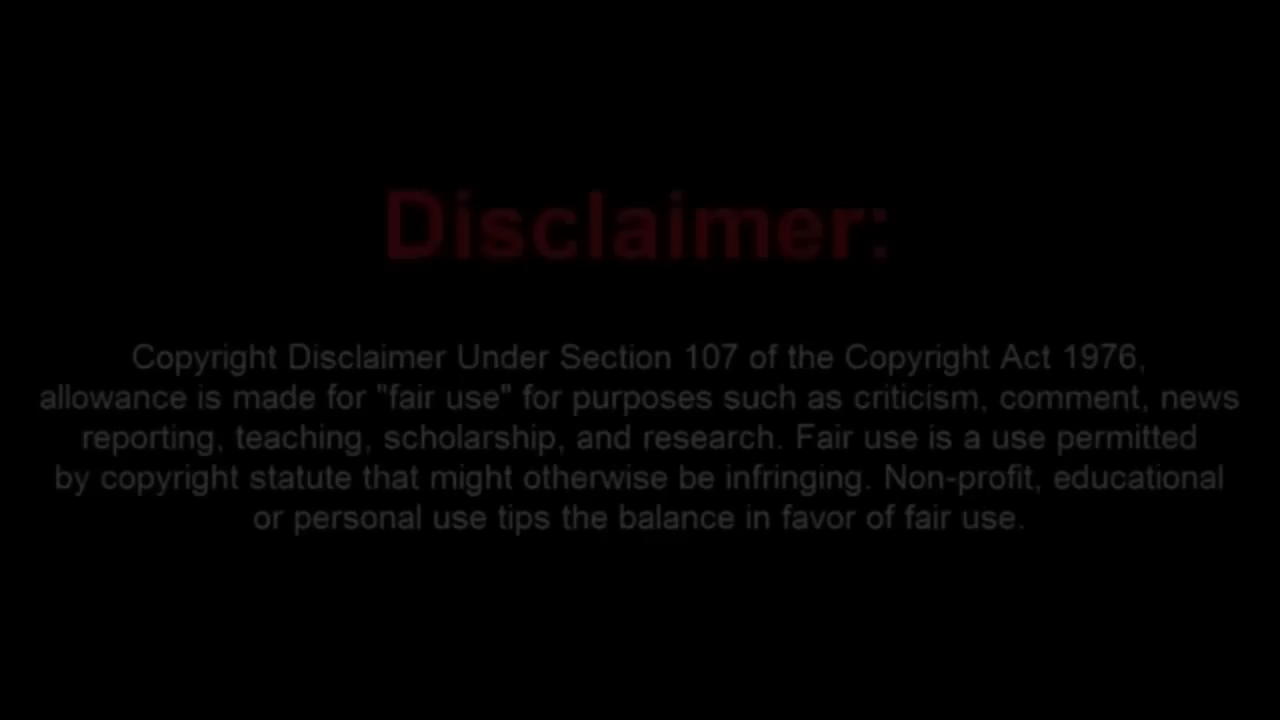 Disclaimer:
Copyright Disclaimer Under Section 107 of the Copyright Act 1976,
allowance is made for "fair use" for purposes such as criticism, comment, news
reporting, teaching, scholarship, and research. Fair use is a use permitted
by copyright statute that might otherwise be infringing. Non-profit, educational
or personal use tips the balance in favor of fair use.